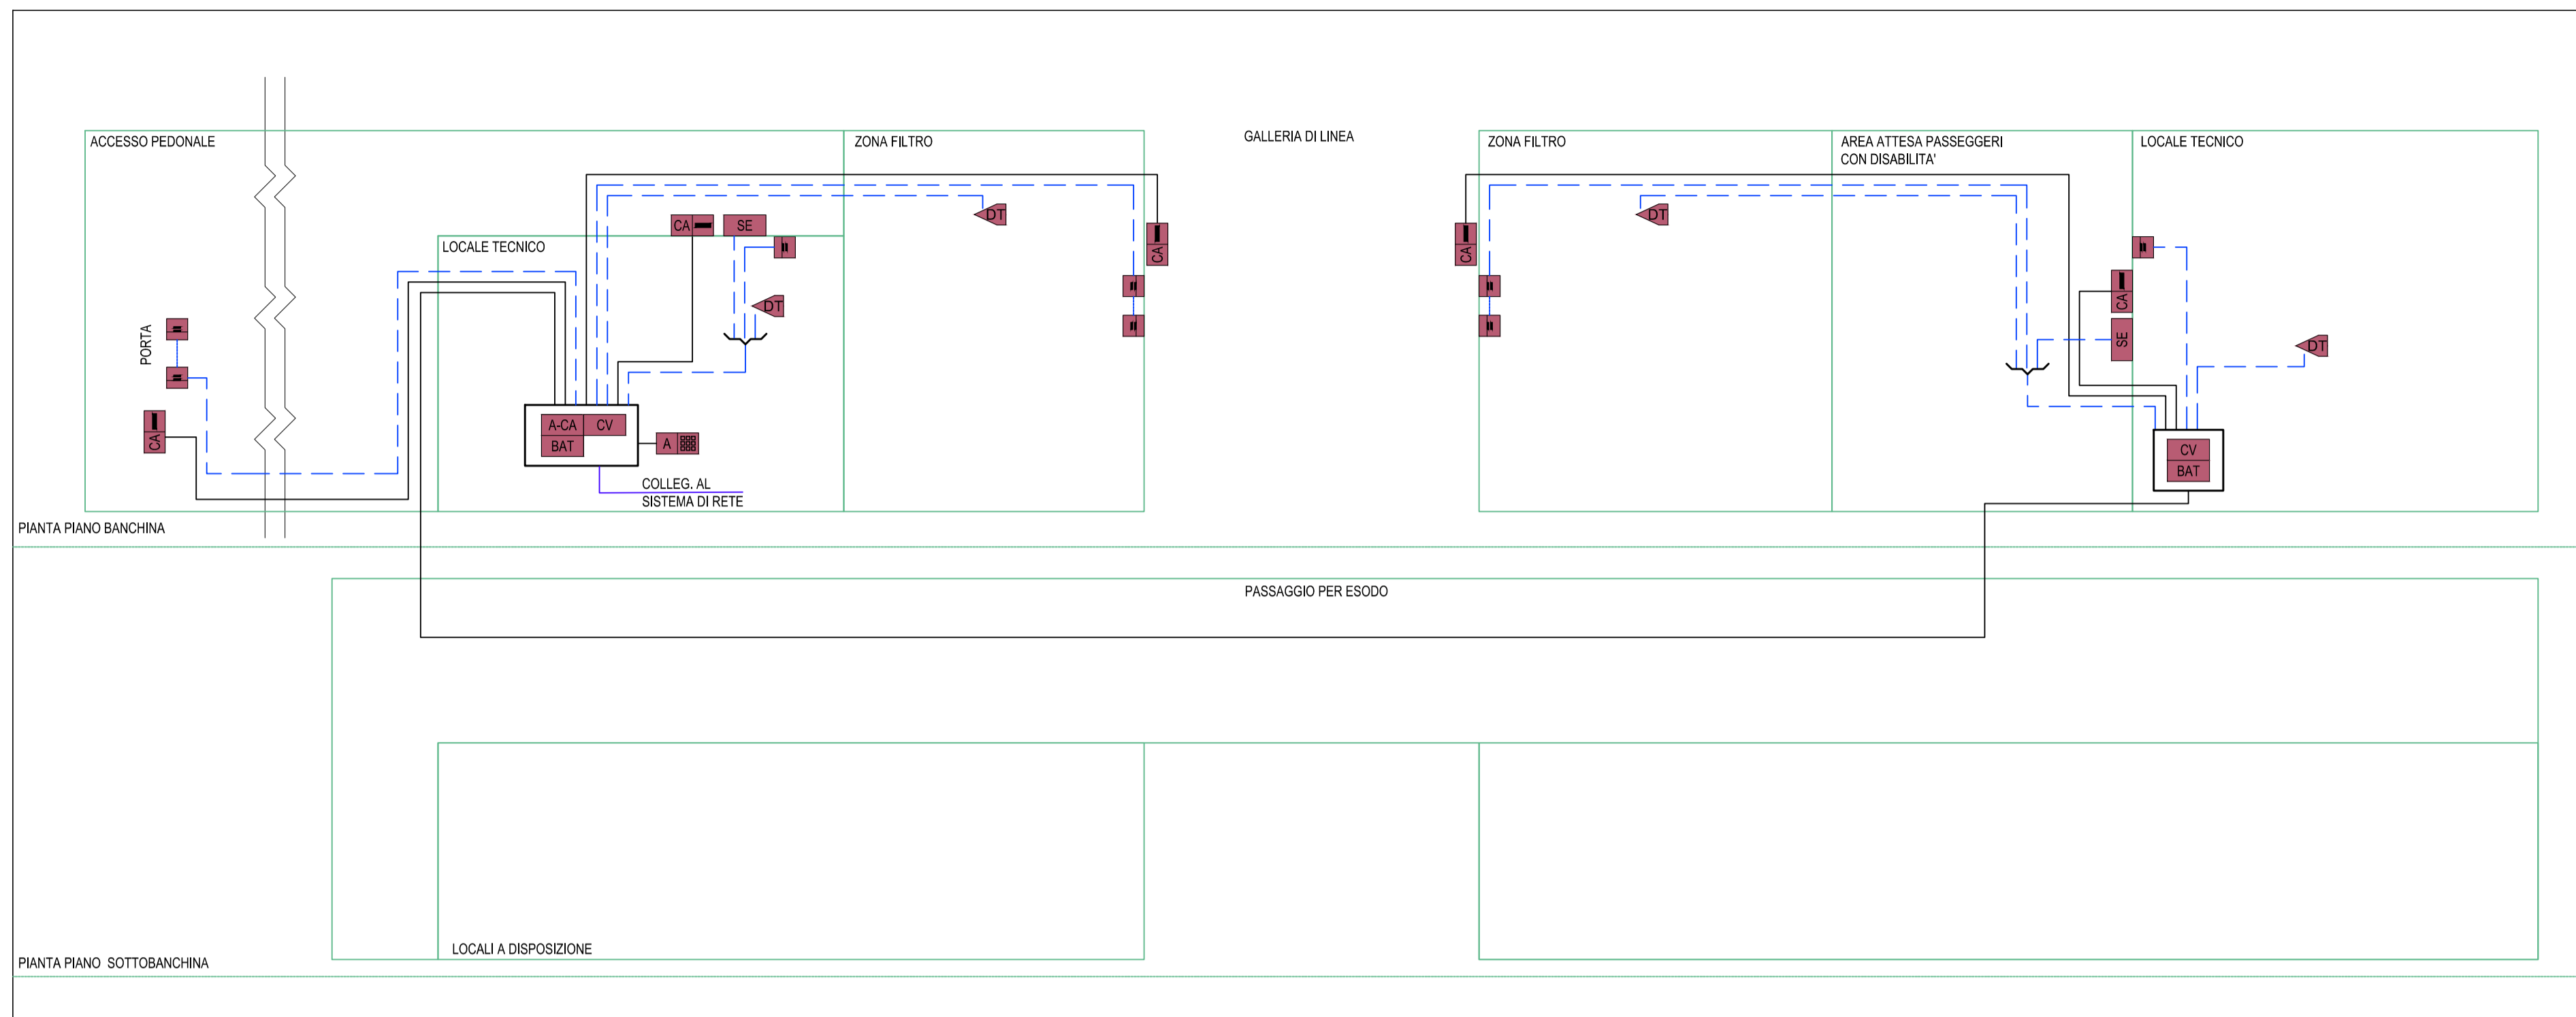 ACCESSO PEDONALE
ZONA FILTRO
GALLERIA DI LINEA
ZONA FILTRO
AREA ATTESA PASSEGGERI
CON DISABILITA'
LOCALE TECNICO
CA
SE
DT
CA
CA
DT
LOCALE TECNICO
DT
CA
SE
DT
PORTA
CA
A-CA
CV
BAT
A
CV
BAT
COLLEG. AL
SISTEMA DI RETE
PIANTA PIANO BANCHINA
PASSAGGIO PER ESODO
LOCALI A DISPOSIZIONE
PIANTA PIANO SOTTOBANCHINA